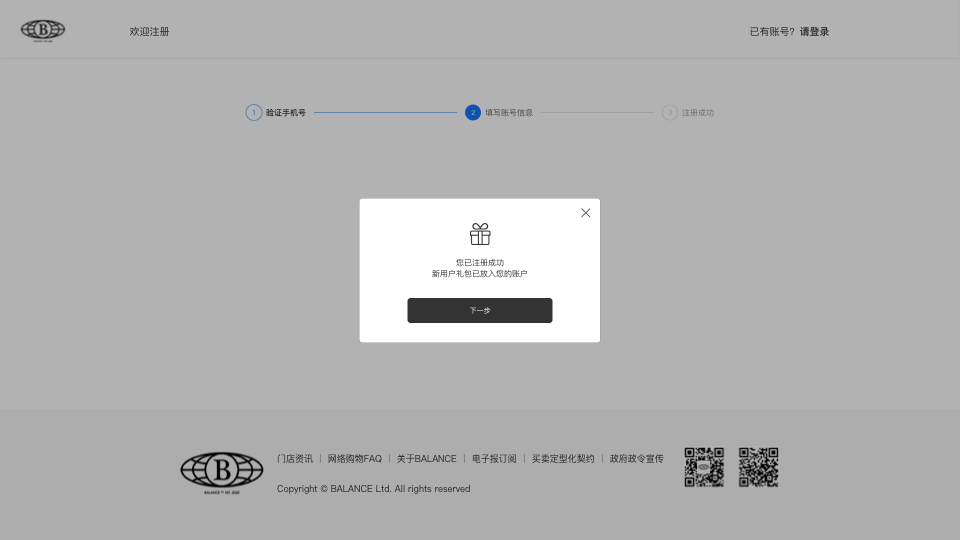 B
欢迎注册
已有账号？ 请登录
1 验证手机号
2 填写账号信息
3 注册成功
您已注册成功
新用户礼包已放入您的账户
下一步
B
门店资讯 | 网络购物FAQ | 关于BALANCE | 电子报订阅 | 买卖定型化契约 | 政府政令宣传
Copyright © BALANCE Ltd. All rights reserved